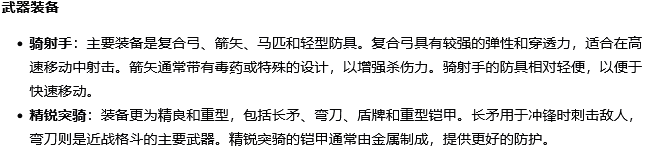 武器装备
• 骑射手：主要装备是复合弓、箭矢、马匹和轻型防具。复合弓具有较强的弹性和穿透力，适合在高
速移动中射击。箭矢通常带有毒药或特殊的设计，以增强杀伤力。骑射手的防具相对轻便，以便于
快速移动。
• 精锐突骑：装备更为精良和重型，包括长矛、弯刀、盾牌和重型铠甲。长矛用于冲锋时刺击敌人，
弯刀则是近战格斗的主要武器。精锐突骑的铠甲通常由金属制成，提供更好的防护。